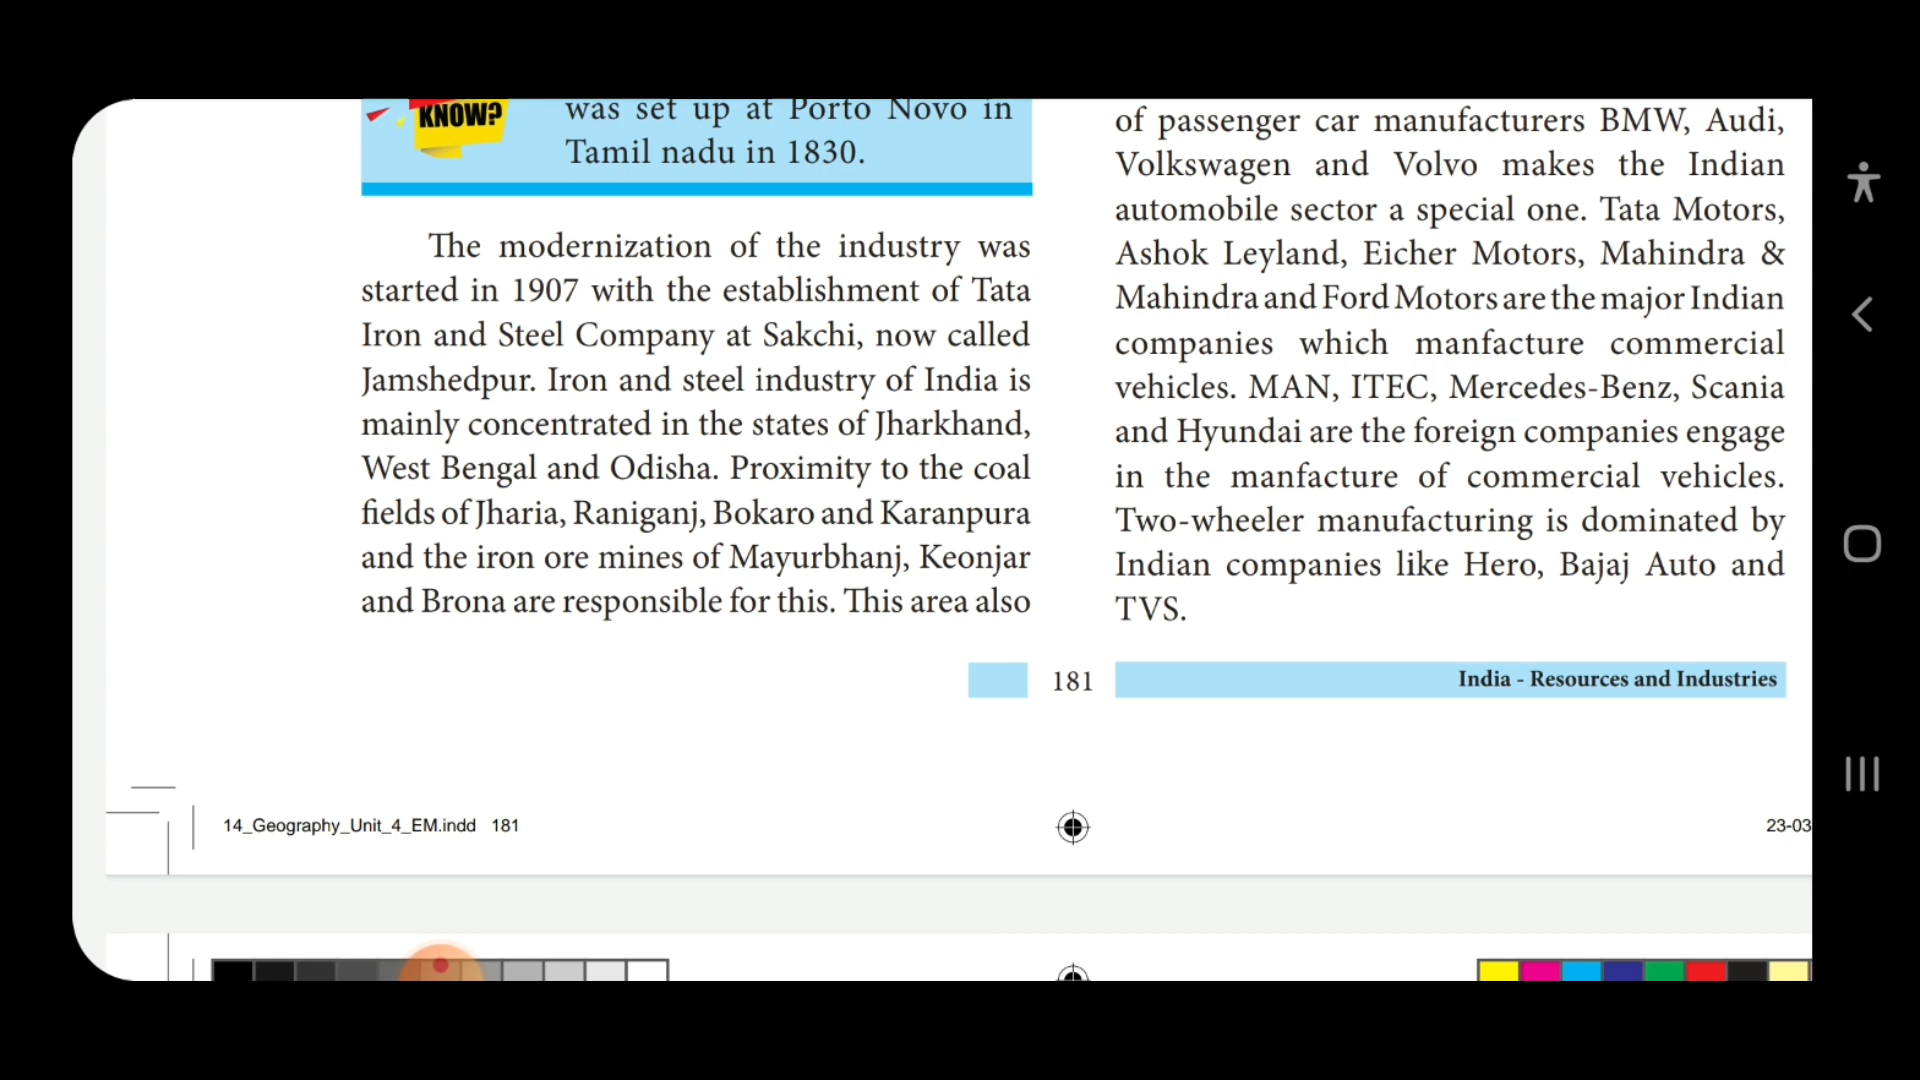 KNOW?
was set up at Porto Novo in
Tamil nadu in 1830.
The modernization of the industry was
started in 1907 with the establishment of Tata
Iron and Steel Company at Sakchi, now called
Jamshedpur. Iron and steel industry of India is
mainly concentrated in the states of Jharkhand,
West Bengal and Odisha. Proximity to the coal
fields of Jharia, Raniganj, Bokaro and Karanpura
and the iron ore mines of Mayurbhanj, Keonjar
and Brona are responsible for this. This area also
of passenger car manufacturers BMW, Audi,
Volkswagen and Volvo makes the Indian
automobile sector a special one. Tata Motors,
Ashok Leyland, Eicher Motors, Mahindra &
Mahindra and Ford Motors are the major Indian
companies which manfacture commercial
vehicles. MAN, ITEC, Mercedes-Benz, Scania
and Hyundai are the foreign companies engage
in the manfacture of commercial vehicles.
Two-wheeler manufacturing is dominated by
Indian companies like Hero, Bajaj Auto and
TVS.
181
India - Resources and Industries
14_Geography_Unit_4_EM.indd 181
23-03